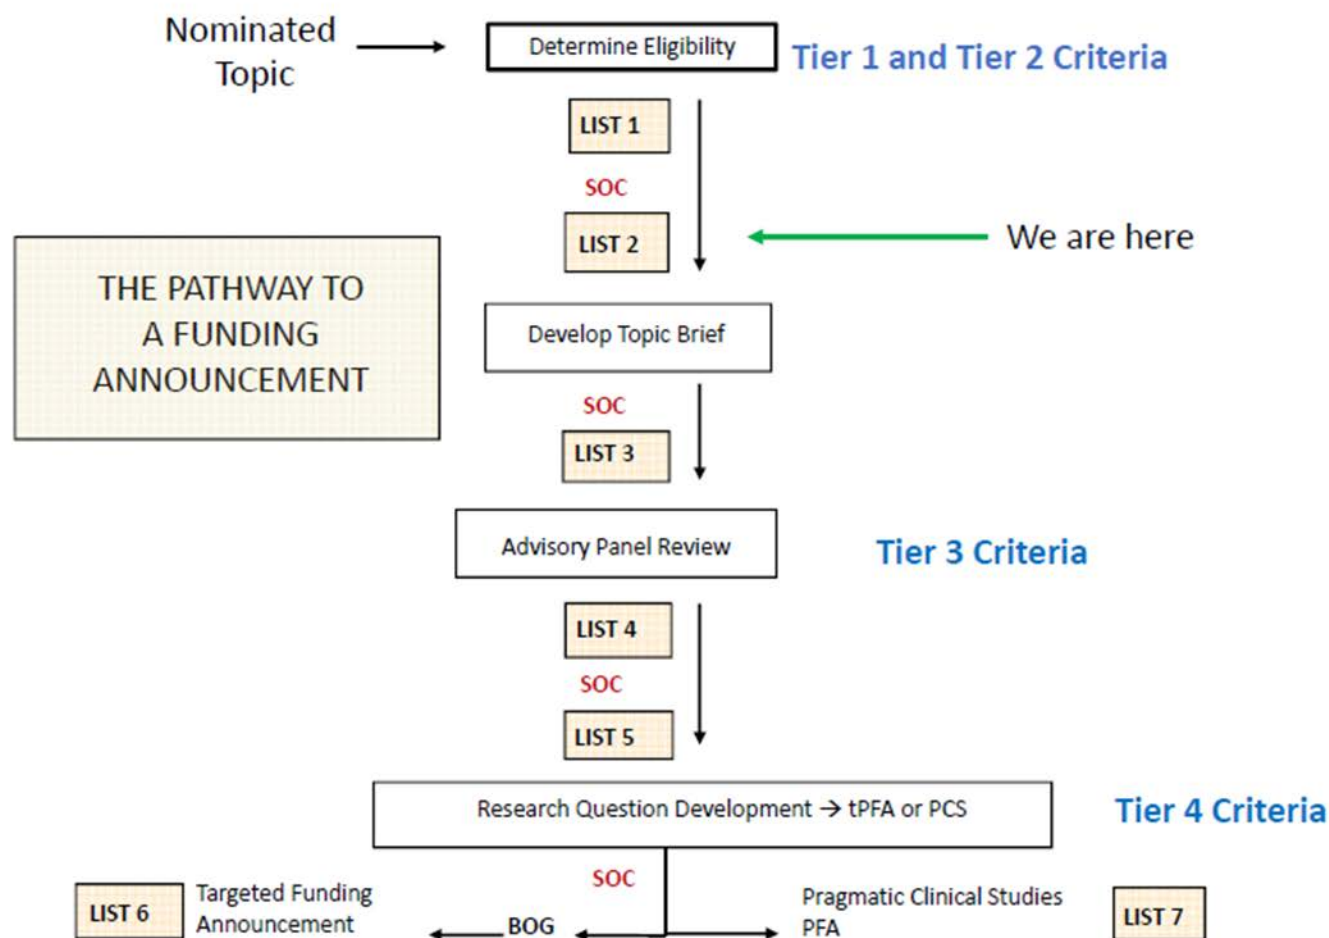 Nominated
Topic
Determine Eligibility
Tier 1 and Tier 2 Criteria
LIST 1
SOC
LIST 2
We are here
THE PATHWAY TO
A FUNDING
ANNOUNCEMENT
Develop Topic Brief
SOC
LIST 3
Advisory Panel Review
Tier 3 Criteria
LIST 4
SOC
LIST 5
Research Question Development → tPFA or PCS
Tier 4 Criteria
SOC
LIST 6
Targeted Funding
Announcement
BOG
Pragmatic Clinical Studies
PFA
LIST 7